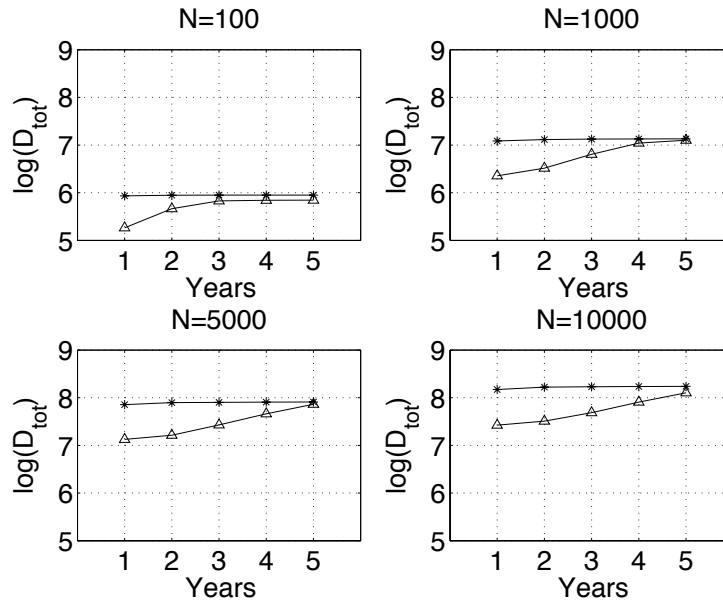 N=100
9
8
7
6
5
log(D_tot)
1 2 3 4 5
Years
N=1000
9
8
7
6
5
log(D_tot)
1 2 3 4 5
Years
N=5000
9
8
7
6
5
log(D_tot)
1 2 3 4 5
Years
N=10000
9
8
7
6
5
log(D_tot)
1 2 3 4 5
Years